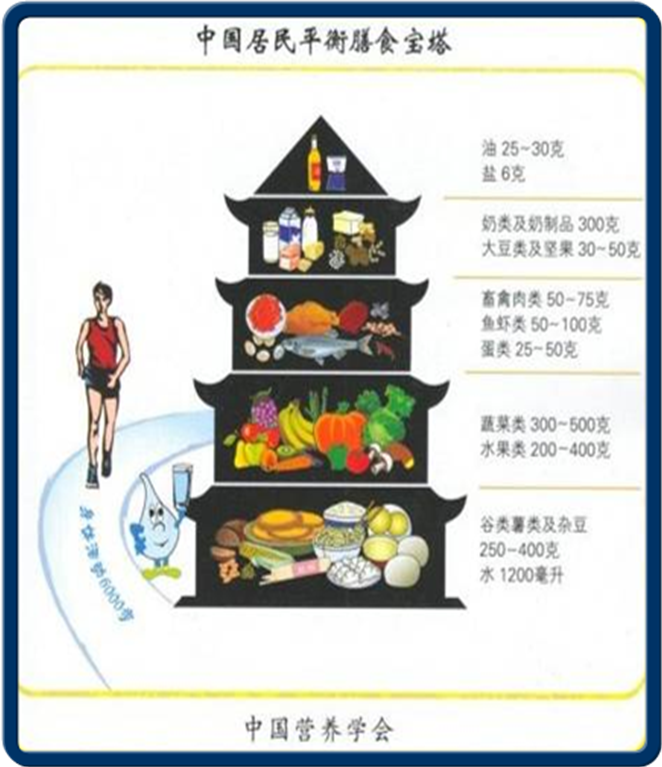 中国居民平衡膳食宝塔
油 25~30克
盐 6克
奶类及奶制品 300克
大豆类及坚果 30~50克
畜禽肉类 50~75克
鱼虾类 50~100克
蛋类 25~50克
蔬菜类 300~500克
水果类 200~400克
谷类薯类及杂豆
250~400克
水 1200毫升
身体活动6000步
中国营养学会